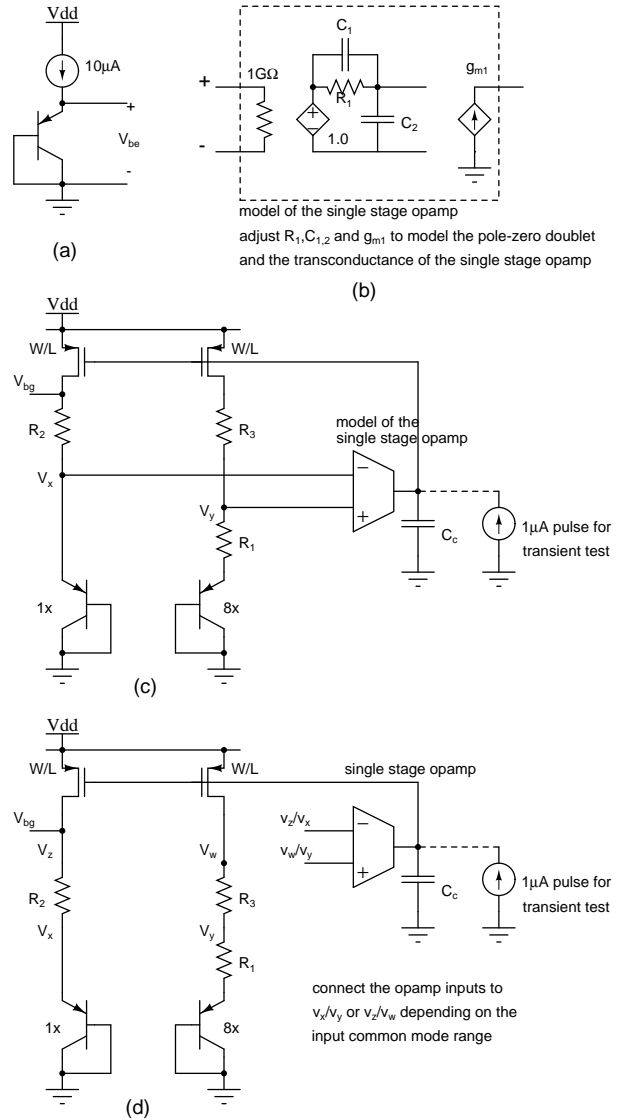 Vdd
10μA
+
Vbe
-
(a)
+
-
1GΩ
C1
R1
C2
+
−
1.0
gm1
model of the single stage opamp
adjust R1,C1,2 and gm1 to model the pole-zero doublet
and the transconductance of the single stage opamp
(b)
Vdd
W/L
W/L
Vbg
R2
R3
model of the
single stage opamp
Vx
−
Vy
+
R1
Cc
1μA pulse for
transient test
1x
8x
(c)
Vdd
W/L
W/L
single stage opamp
Vbg
Vz
Vw
vz/vx
−
vw/vy
+
R2
R3
Cc
1μA pulse for
transient test
Vx
Vy
R1
connect the opamp inputs to
vx/vy or vz/vw depending on the
input common mode range
1x
8x
(d)